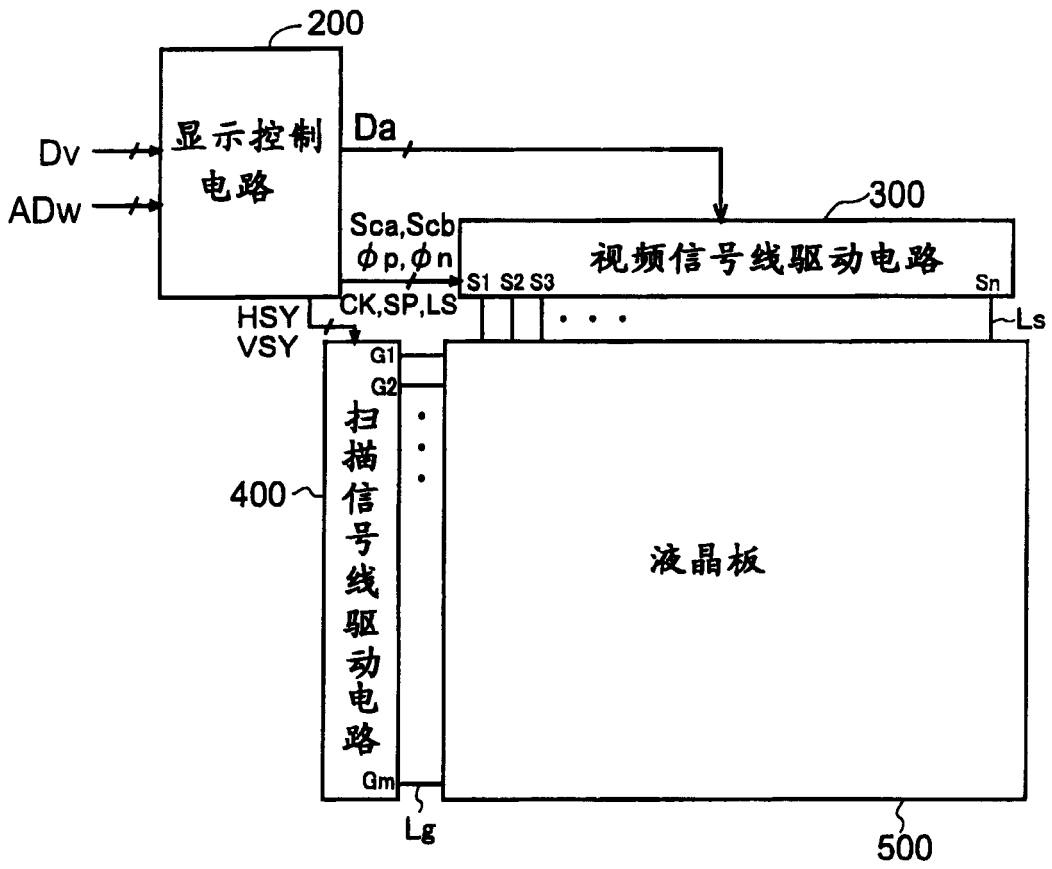 200
显示控制
电路
Dv
ADw
Da
300
Sca,Scb
ϕp,ϕn
CK,SP,LS
视频信号线驱动电路
S1 S2 S3 Sn
Ls
HSY
VSY
G1
G2
扫描信号线驱动电路
400
Gm
Lg
液晶板
500